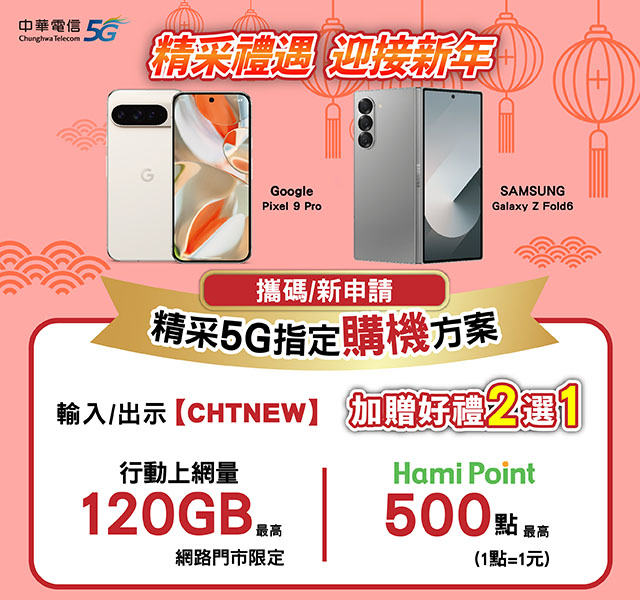 中華電信 5G
Chunghwa Telecom
精采禮遇 迎接新年
G
Google
Pixel 9 Pro
SAMSUNG
Galaxy Z Fold6
攜碼/新申請
精采5G指定購機方案
輸入/出示【CHTNEW】 加贈好禮2選1
行動上網量
120GB最高
網路門市限定
Hami Point
500點最高
(1點=1元)